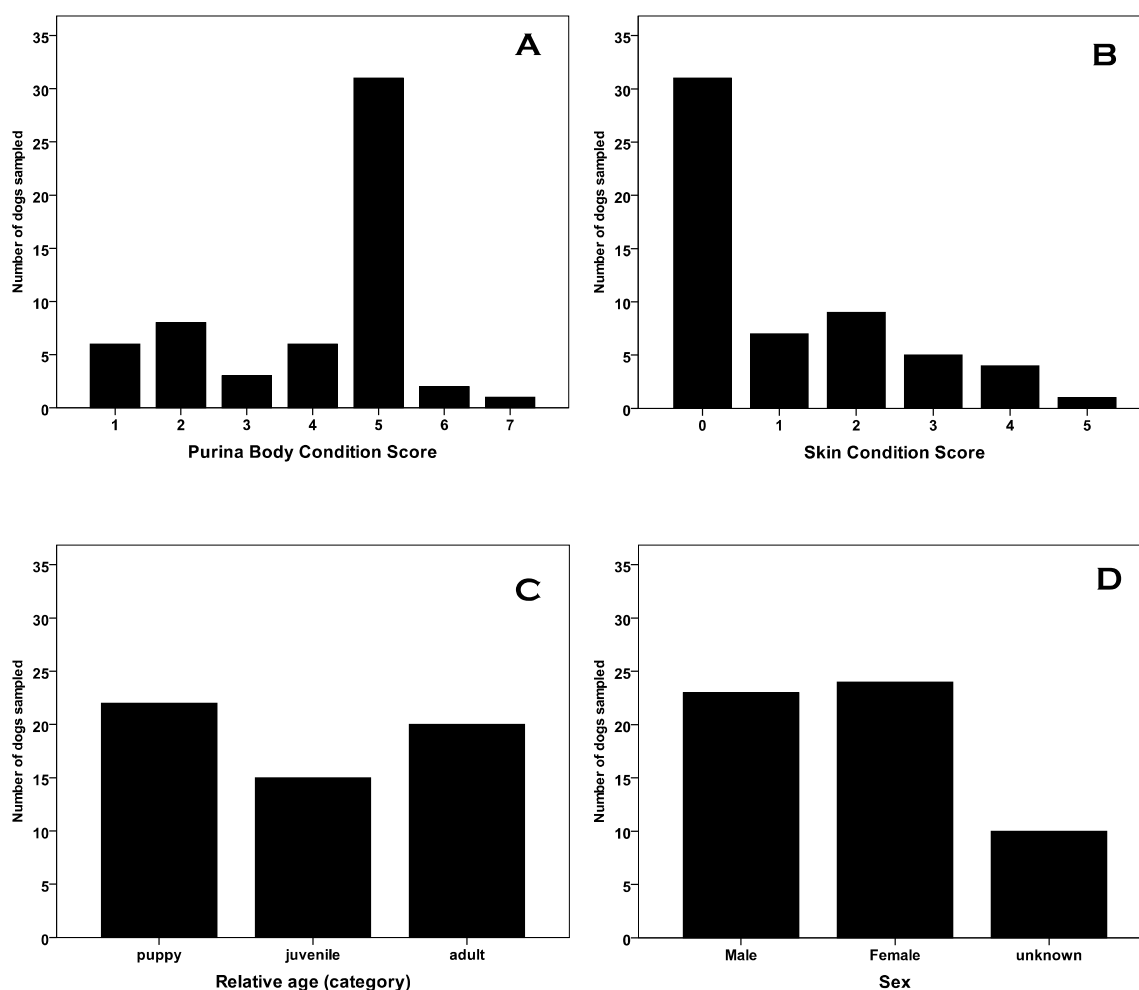 A
Number of dogs sampled
35
30
25
20
15
10
5
0
1 2 3 4 5 6 7
Purina Body Condition Score
B
Number of dogs sampled
35
30
25
20
15
10
5
0
0 1 2 3 4 5
Skin Condition Score
C
Number of dogs sampled
35
30
25
20
15
10
5
0
puppy juvenile adult
Relative age (category)
D
Number of dogs sampled
35
30
25
20
15
10
5
0
Male Female unknown
Sex